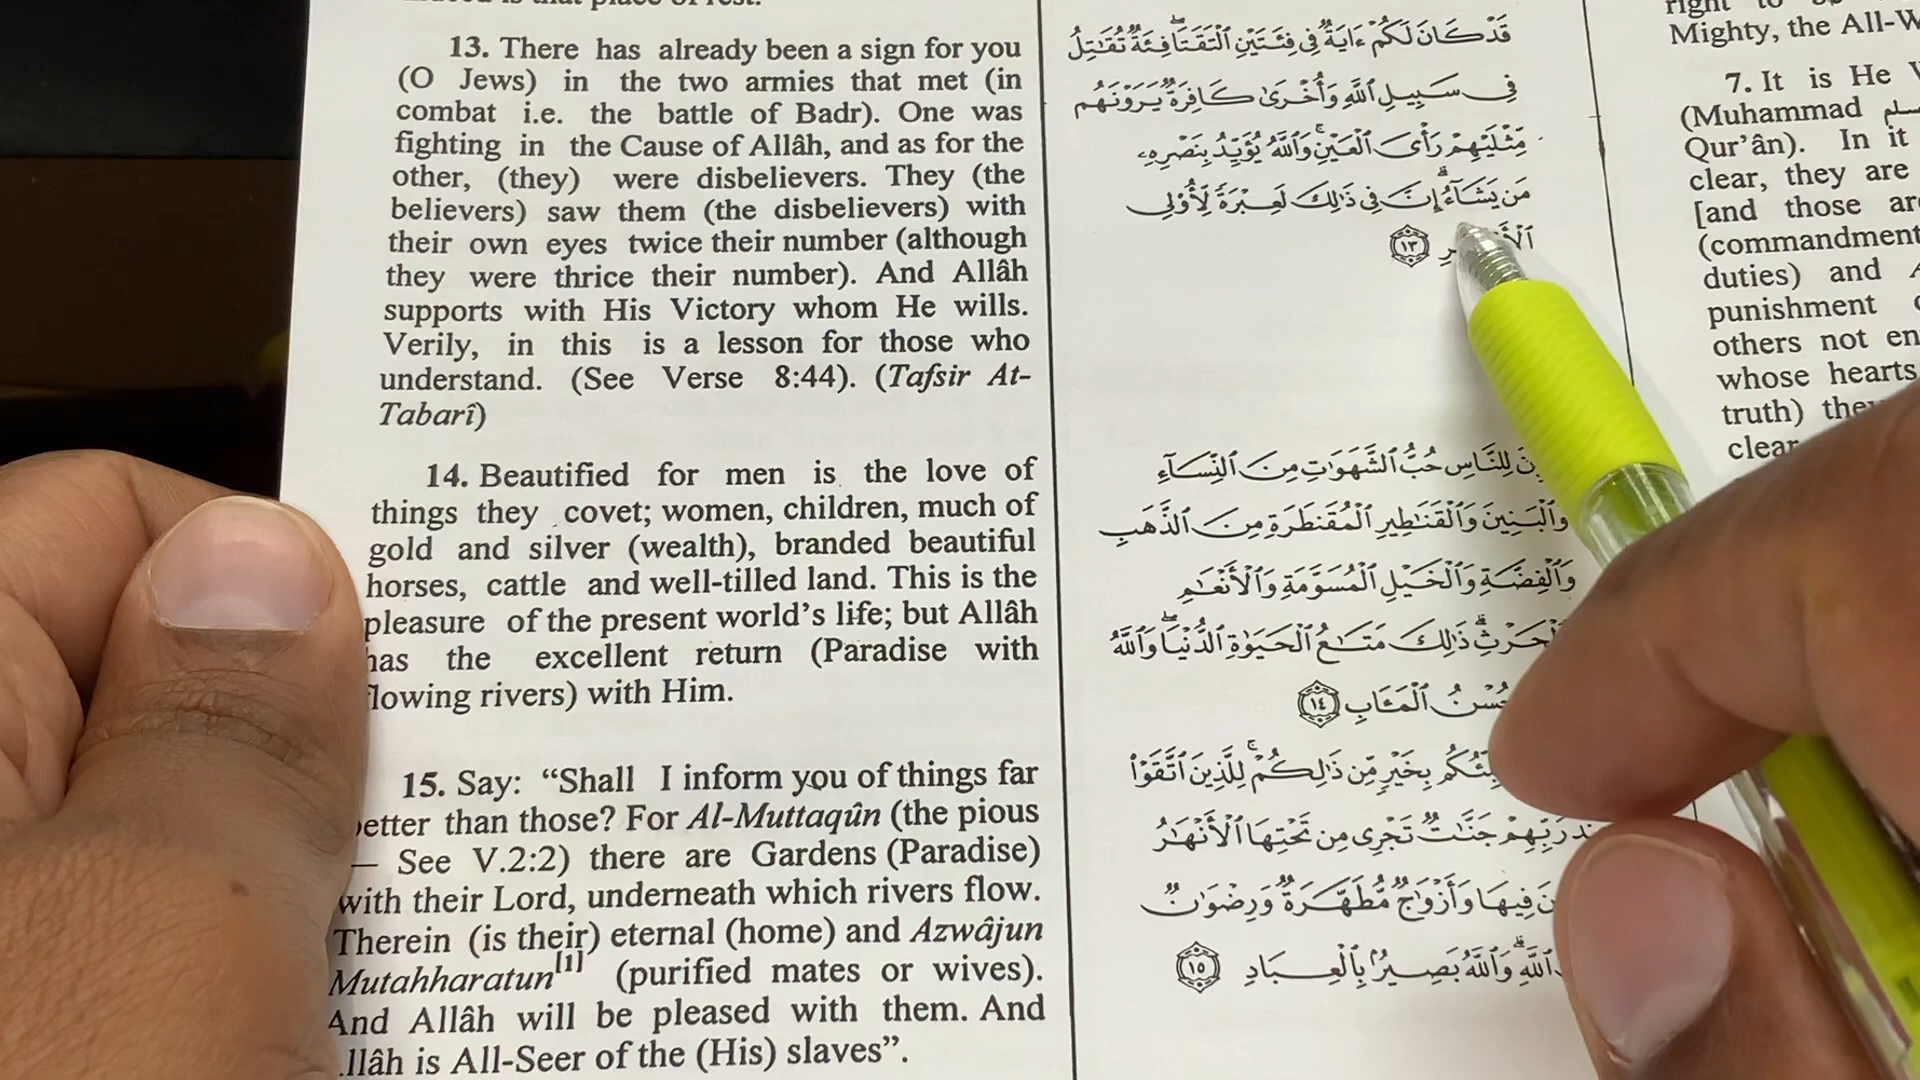 13. There has already been a sign for you
(O Jews) in the two armies that met (in
combat i.e. the battle of Badr). One was
fighting in the Cause of Allâh, and as for the
other, (they) were disbelievers. They (the
believers) saw them (the disbelievers) with
their own eyes twice their number (although
they were thrice their number). And Allâh
supports with His Victory whom He wills.
Verily, in this is a lesson for those who
understand. (See Verse 8:44). (Tafsir At-
Tabarî)
14. Beautified for men is the love of
things they covet; women, children, much of
gold and silver (wealth), branded beautiful
horses, cattle and well-tilled land. This is the
pleasure of the present world’s life; but Allâh
has the excellent return (Paradise with
flowing rivers) with Him.
15. Say: “Shall I inform you of things far
better than those? For Al-Muttaqûn (the pious
— See V.2:2) there are Gardens (Paradise)
with their Lord, underneath which rivers flow.
Therein (is their) eternal (home) and Azwâjun
Mutahharatun[1] (purified mates or wives).
And Allâh will be pleased with them. And
Allâh is All-Seer of the (His) slaves”.
قَدْ كَانَ لَكُمْ ءَايَةٌ فِى فِئَتَيْنِ ٱلْتَقَتَا ۖ فِئَةٌ تُقَٰتِلُ
فِى سَبِيلِ ٱللَّهِ وَأُخْرَىٰ كَافِرَةٌ يَرَوْنَهُم
مِّثْلَيْهِمْ رَأْىَ ٱلْعَيْنِ ۚ وَٱللَّهُ يُؤَيِّدُ بِنَصْرِهِۦ
مَن يَشَآءُ ۗ إِنَّ فِى ذَٰلِكَ لَعِبْرَةً لِّأُو۟لِى
١٣
لِلنَّاسِ حُبُّ ٱلشَّهَوَٰتِ مِنَ ٱلنِّسَآءِ
وَٱلْبَنِينَ وَٱلْقَنَٰطِيرِ ٱلْمُقَنطَرَةِ مِنَ ٱلذَّهَبِ
وَٱلْفِضَّةِ وَٱلْخَيْلِ ٱلْمُسَوَّمَةِ وَٱلْأَنْعَٰمِ
وَٱلْحَرْثِ ۗ ذَٰلِكَ مَتَٰعُ ٱلْحَيَوٰةِ ٱلدُّنْيَا ۖ وَٱللَّهُ
حُسْنُ ٱلْمَـَٔابِ ١٤
بِخَيْرٍ مِّن ذَٰلِكُمْ ۚ لِلَّذِينَ ٱتَّقَوْا۟
رَبِّهِمْ جَنَّٰتٌ تَجْرِى مِن تَحْتِهَا ٱلْأَنْهَٰرُ
فِيهَا وَأَزْوَٰجٌ مُّطَهَّرَةٌ وَرِضْوَٰنٌ
ٱللَّهِ ۗ وَٱللَّهُ بَصِيرٌۢ بِٱلْعِبَادِ ١٥
Mighty, the All-W
7. It is He
(Muhammad
Qur’ân). In it
clear, they are
[and those are
(commandment
duties) and
punishment
others not en
whose hearts
truth) they
clear